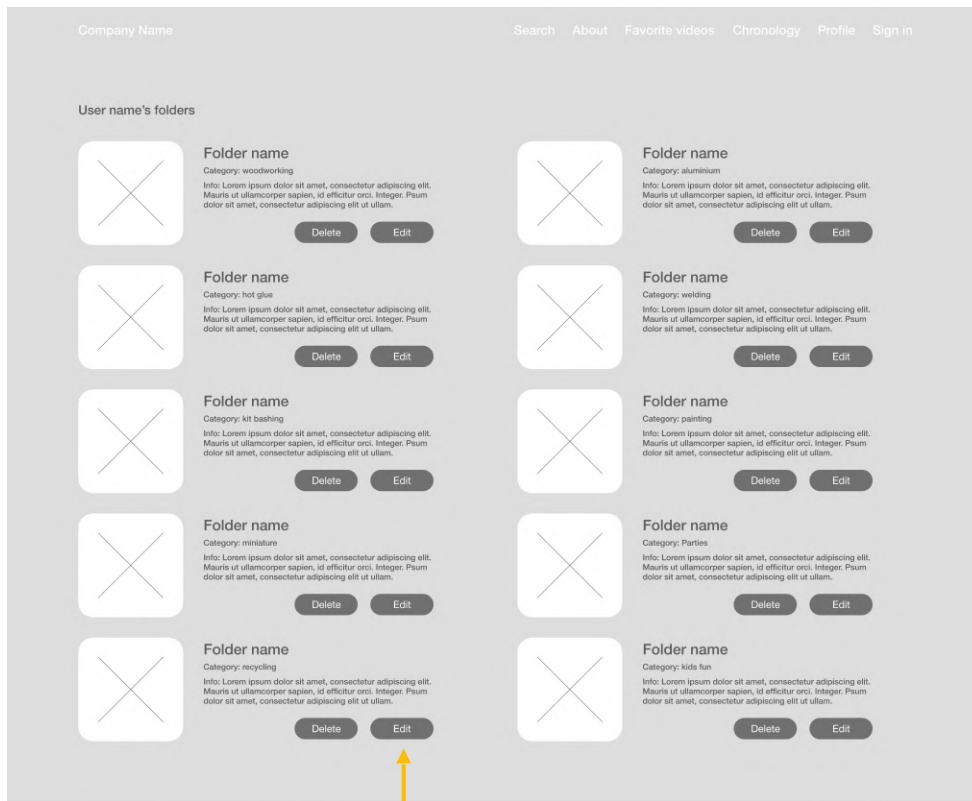 Company Name
Search About Favorite videos Chronology Profile Sign in
User name's folders
Folder name
Category: woodworking
Info: Lorem ipsum dolor sit amet, consectetur adipiscing elit.
Mauris ut ullamcorper sapien, id efficitur orci. Integer. Psum
dolor sit amet, consectetur adipiscing elit ut ullam.
Delete Edit
Folder name
Category: aluminium
Info: Lorem ipsum dolor sit amet, consectetur adipiscing elit.
Mauris ut ullamcorper sapien, id efficitur orci. Integer. Psum
dolor sit amet, consectetur adipiscing elit ut ullam.
Delete Edit
Folder name
Category: hot glue
Info: Lorem ipsum dolor sit amet, consectetur adipiscing elit.
Mauris ut ullamcorper sapien, id efficitur orci. Integer. Psum
dolor sit amet, consectetur adipiscing elit ut ullam.
Delete Edit
Folder name
Category: welding
Info: Lorem ipsum dolor sit amet, consectetur adipiscing elit.
Mauris ut ullamcorper sapien, id efficitur orci. Integer. Psum
dolor sit amet, consectetur adipiscing elit ut ullam.
Delete Edit
Folder name
Category: kit bashing
Info: Lorem ipsum dolor sit amet, consectetur adipiscing elit.
Mauris ut ullamcorper sapien, id efficitur orci. Integer. Psum
dolor sit amet, consectetur adipiscing elit ut ullam.
Delete Edit
Folder name
Category: painting
Info: Lorem ipsum dolor sit amet, consectetur adipiscing elit.
Mauris ut ullamcorper sapien, id efficitur orci. Integer. Psum
dolor sit amet, consectetur adipiscing elit ut ullam.
Delete Edit
Folder name
Category: miniature
Info: Lorem ipsum dolor sit amet, consectetur adipiscing elit.
Mauris ut ullamcorper sapien, id efficitur orci. Integer. Psum
dolor sit amet, consectetur adipiscing elit ut ullam.
Delete Edit
Folder name
Category: Parties
Info: Lorem ipsum dolor sit amet, consectetur adipiscing elit.
Mauris ut ullamcorper sapien, id efficitur orci. Integer. Psum
dolor sit amet, consectetur adipiscing elit ut ullam.
Delete Edit
Folder name
Category: recycling
Info: Lorem ipsum dolor sit amet, consectetur adipiscing elit.
Mauris ut ullamcorper sapien, id efficitur orci. Integer. Psum
dolor sit amet, consectetur adipiscing elit ut ullam.
Delete Edit
Folder name
Category: kids fun
Info: Lorem ipsum dolor sit amet, consectetur adipiscing elit.
Mauris ut ullamcorper sapien, id efficitur orci. Integer. Psum
dolor sit amet, consectetur adipiscing elit ut ullam.
Delete Edit